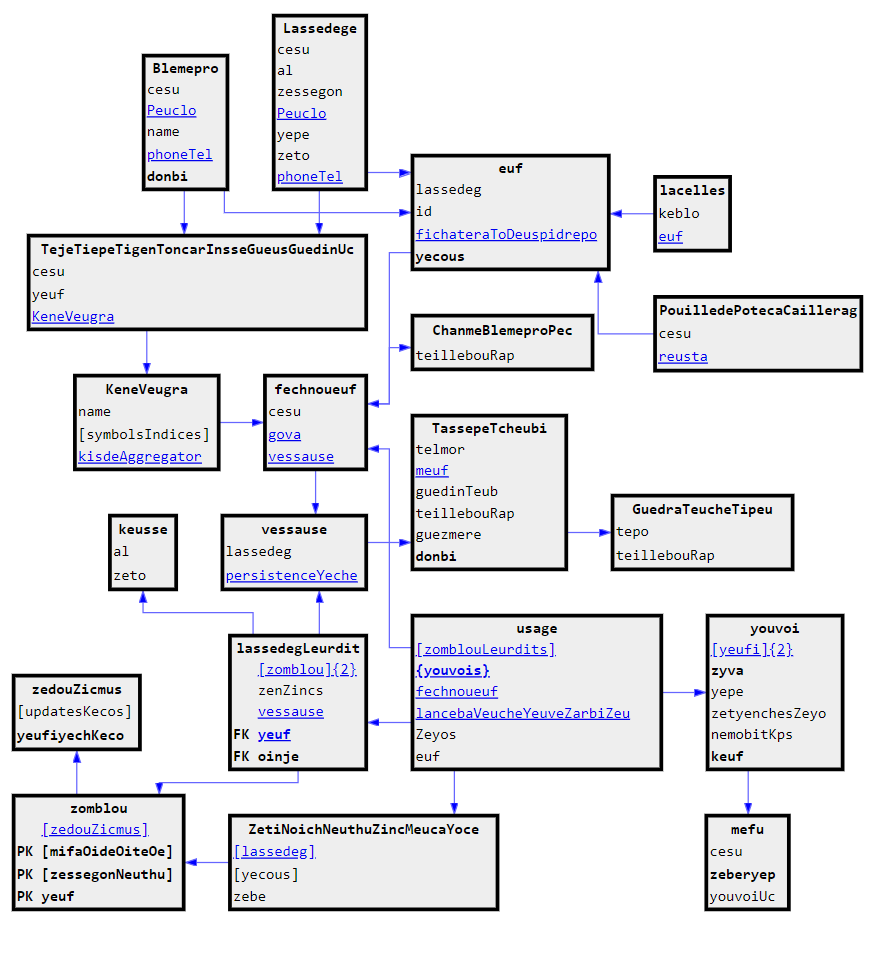 Lassedege
cesu
al
zessegon
Peuclo
yepe
zeto
phoneTel
Blemepro
cesu
Peuclo
name
phoneTel
donbi
euf
lassedeg
id
fichateraToDeuspidrepo
yecous
lacelles
keblo
euf
TejeTiepeTigenToncarInsseGueusGuedinUc
cesu
yeuf
KeneVeugra
PouilledePotecaCaillerag
cesu
reusta
ChanmeBlemeproPec
teillebouRap
KeneVeugra
name
[symbolsIndices]
kisdeAggregator
fechnoueuf
cesu
gova
vessause
TassepeTcheubi
telmor
meuf
guedinTeub
teillebouRap
guezmere
donbi
GuedraTeucheTipeu
tepo
teillebouRap
keusse
al
zeto
vessause
lassedeg
persistenceYeche
lassedegLeurdit
[zomblou]{2}
zenZincs
vessause
FK yeuf
FK oinje
usage
[zomblouLeurdits]
{youvois}
fechnoueuf
lancebaVeucheYeuveZarbiZeu
Zeyos
euf
youvoi
[yeufi]{2}
zyva
yepe
zetyenchesZeyo
nemobitKps
keuf
zedouZicmus
[updatesKecos]
yeufiyechKeco
zomblou
[zedouZicmus]
PK [mifaOideOiteOe]
PK [zessegonNeuthu]
PK yeuf
ZetiNoichNeuthuZincMeucaYoce
[lassedeg]
[yecous]
zebe
mefu
cesu
zeberyep
youvoiUc